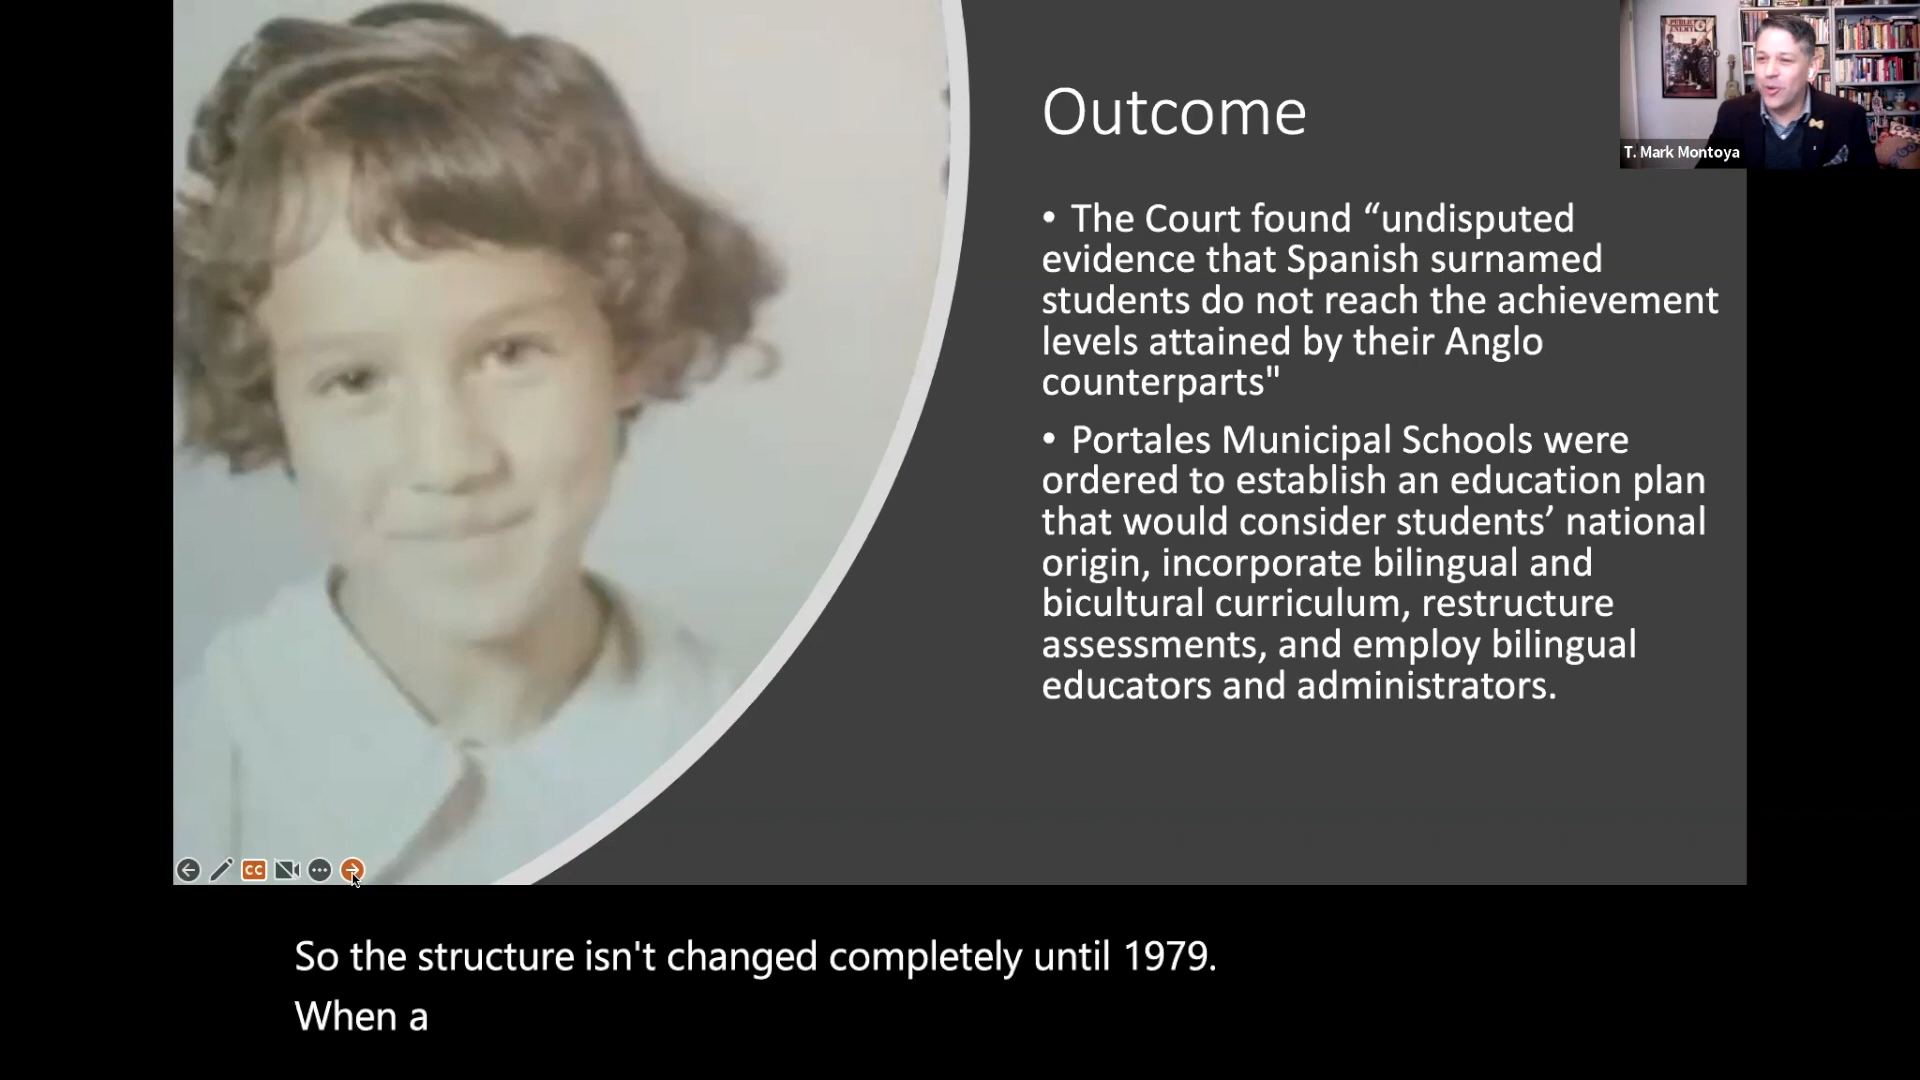 Outcome
PUBLIC
ENEMY
T. Mark Montoya
• The Court found “undisputed
evidence that Spanish surnamed
students do not reach the achievement
levels attained by their Anglo
counterparts"
• Portales Municipal Schools were
ordered to establish an education plan
that would consider students’ national
origin, incorporate bilingual and
bicultural curriculum, restructure
assessments, and employ bilingual
educators and administrators.
CC
So the structure isn't changed completely until 1979.
When a